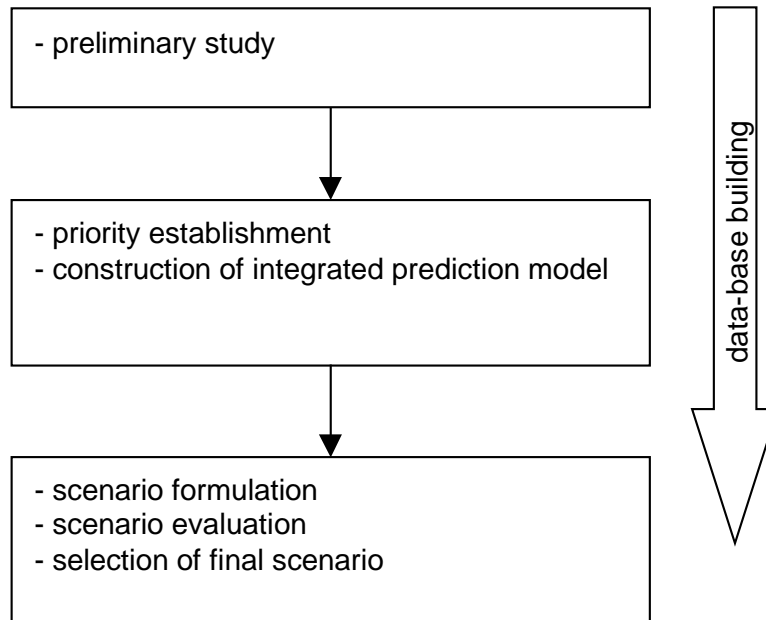 - preliminary study
- priority establishment
- construction of integrated prediction model
- scenario formulation
- scenario evaluation
- selection of final scenario
data-base building